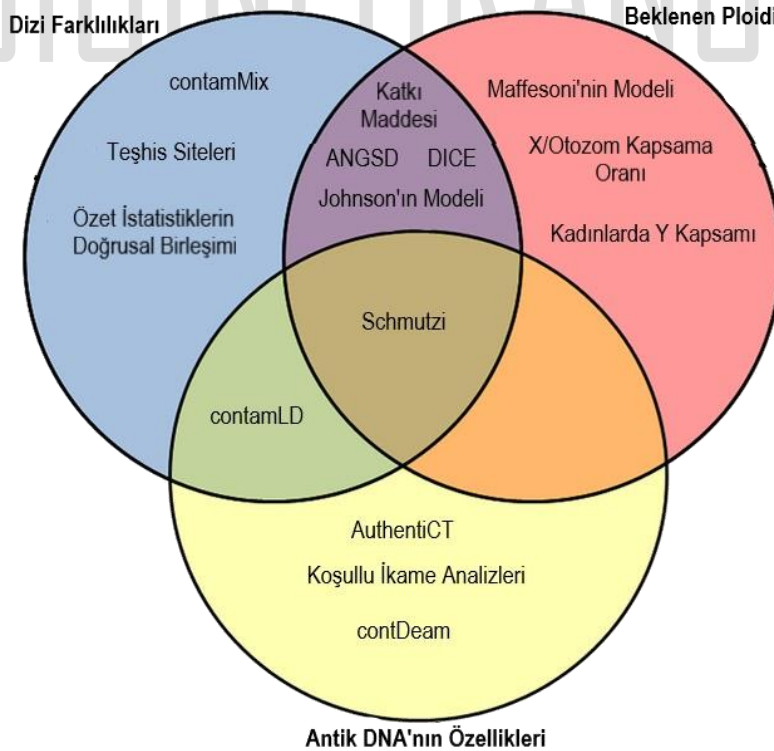 Dizi Farklılıkları
Beklenen Ploidi
contamMix
Teşhis Siteleri
Özet İstatistiklerin
Doğrusal Birleşimi
Katkı
Maddesi
ANGSD DICE
Johnson'ın Modeli
Maffesoni'nin Modeli
X/Otozom Kapsama
Oranı
Kadınlarda Y Kapsamı
Schmutzi
contamLD
AuthentiCT
Koşullu İkame Analizleri
contDeam
Antik DNA'nın Özellikleri